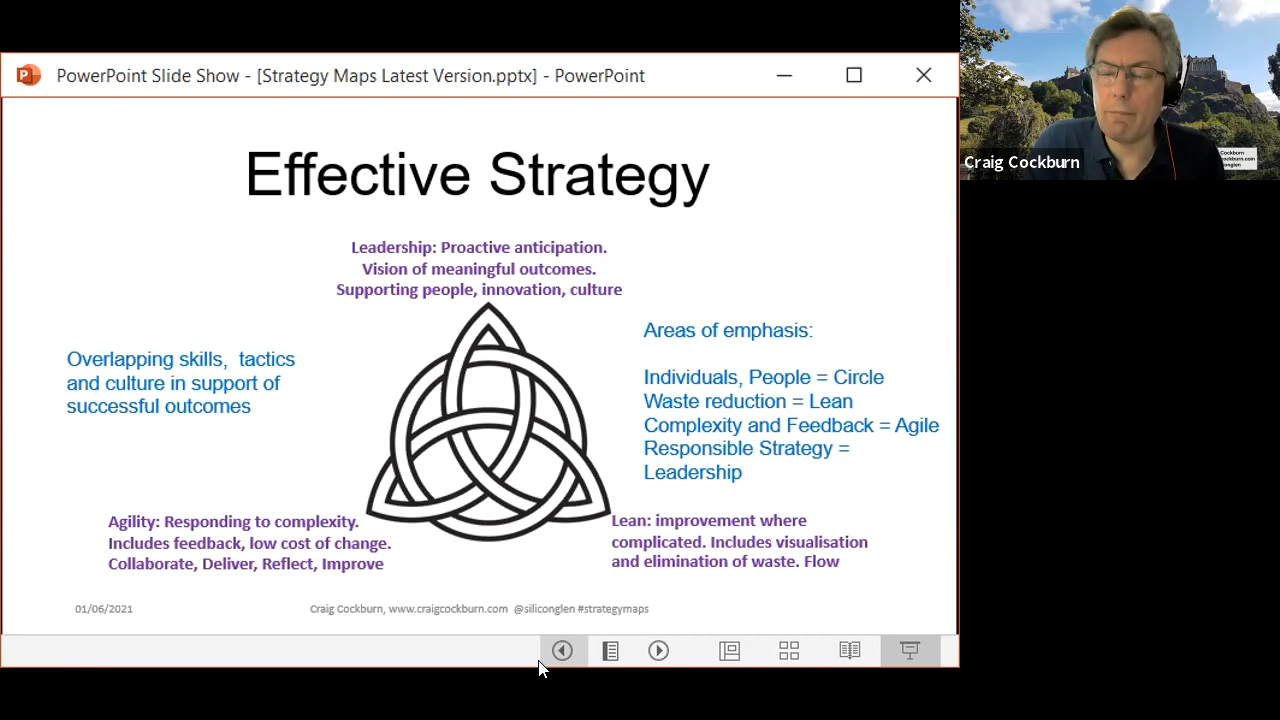 PowerPoint Slide Show - [Strategy Maps Latest Version.pptx] - PowerPoint
Effective Strategy
Leadership: Proactive anticipation.
Vision of meaningful outcomes.
Supporting people, innovation, culture
Overlapping skills,  tactics
and culture in support of
successful outcomes
Areas of emphasis:
Individuals, People = Circle
Waste reduction = Lean
Complexity and Feedback = Agile
Responsible Strategy =
Leadership
Agility: Responding to complexity.
Includes feedback, low cost of change.
Collaborate, Deliver, Reflect, Improve
Lean: improvement where
complicated. Includes visualisation
and elimination of waste. Flow
01/06/2021
Craig Cockburn, www.craigcockburn.com  @siliconglen #strategymaps
Craig Cockburn